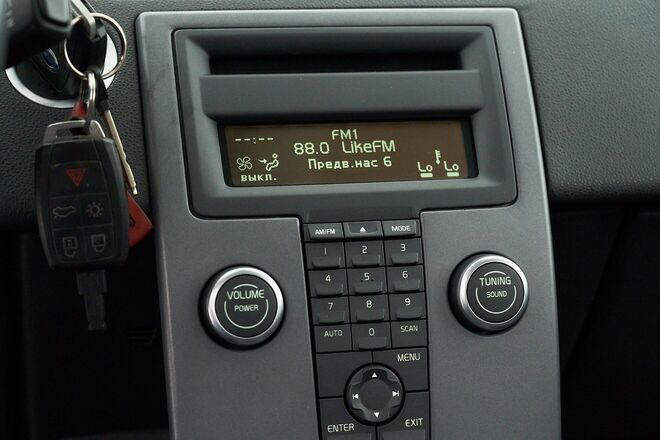 --:--
FM1
88.0 LikeFM
Предв.нас 6
выкл.
Lo Lo
AM/FM MODE
1 2 3
4 5 6
7 8 9
AUTO 0 SCAN
VOLUME
POWER
TUNING
SOUND
MENU
ENTER EXIT